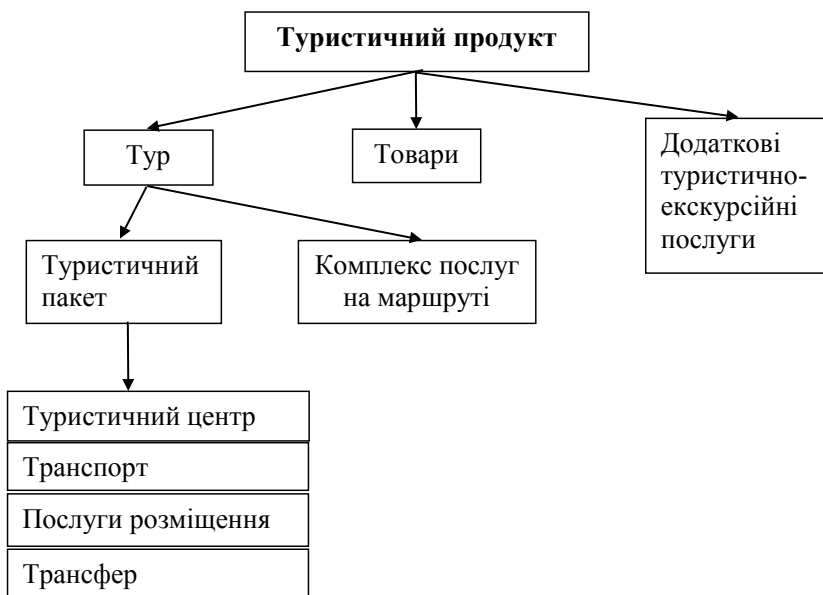 Туристичний продукт
Тур
Товари
Додаткові
туристично-
екскурсійні
послуги
Туристичний
пакет
Комплекс послуг
на маршруті
Туристичний центр
Транспорт
Послуги розміщення
Трансфер